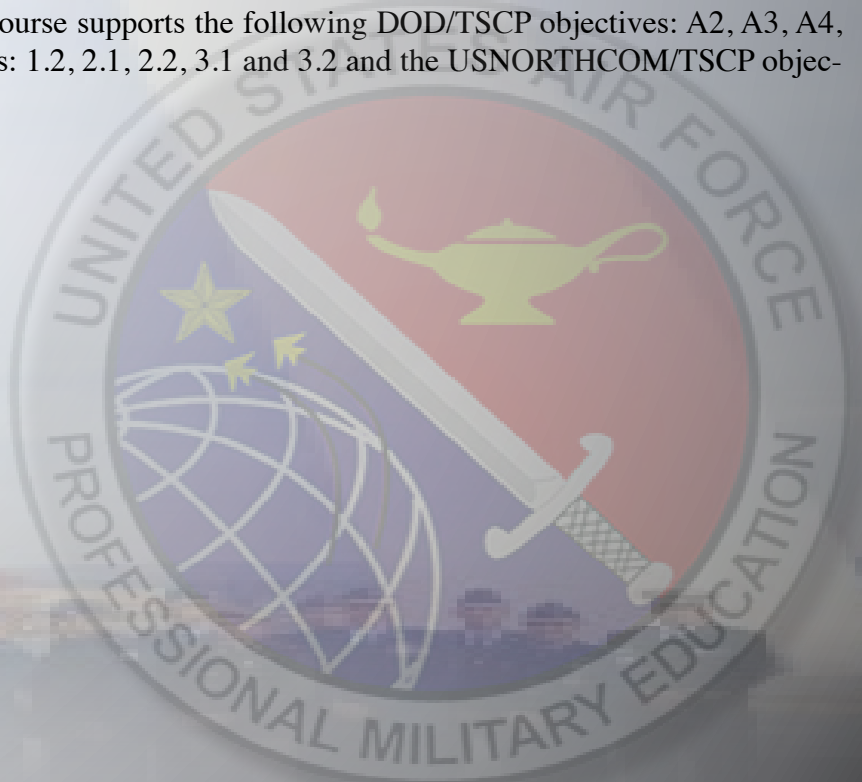 ourse supports the following DOD/TSCP objectives: A2, A3, A4,
s: 1.2, 2.1, 2.2, 3.1 and 3.2 and the USNORTHCOM/TSCP objec-
UNITED STATES AIR FORCE
PROFESSIONAL MILITARY EDUCATION